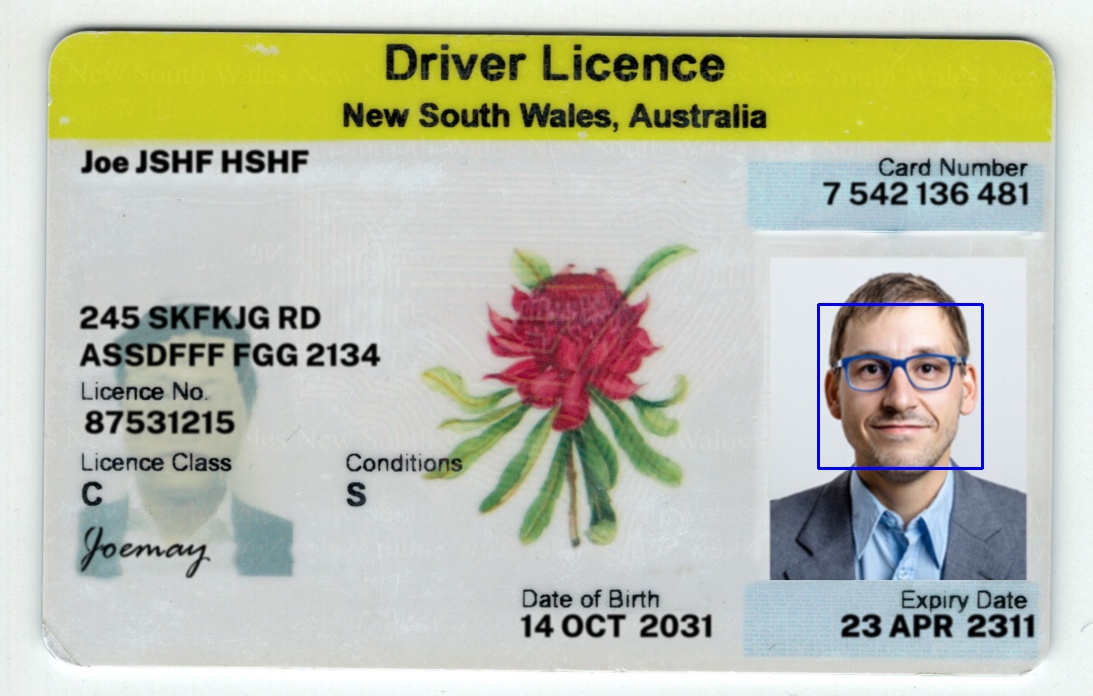 Driver Licence
New South Wales, Australia
Joe JSHF HSHF
Card Number
7 542 136 481
245 SKFKJG RD
ASSDFFF FGG 2134
Licence No.
87531215
Licence Class
Conditions
C
S
Joemay
Date of Birth
14 OCT 2031
Expiry Date
23 APR 2311